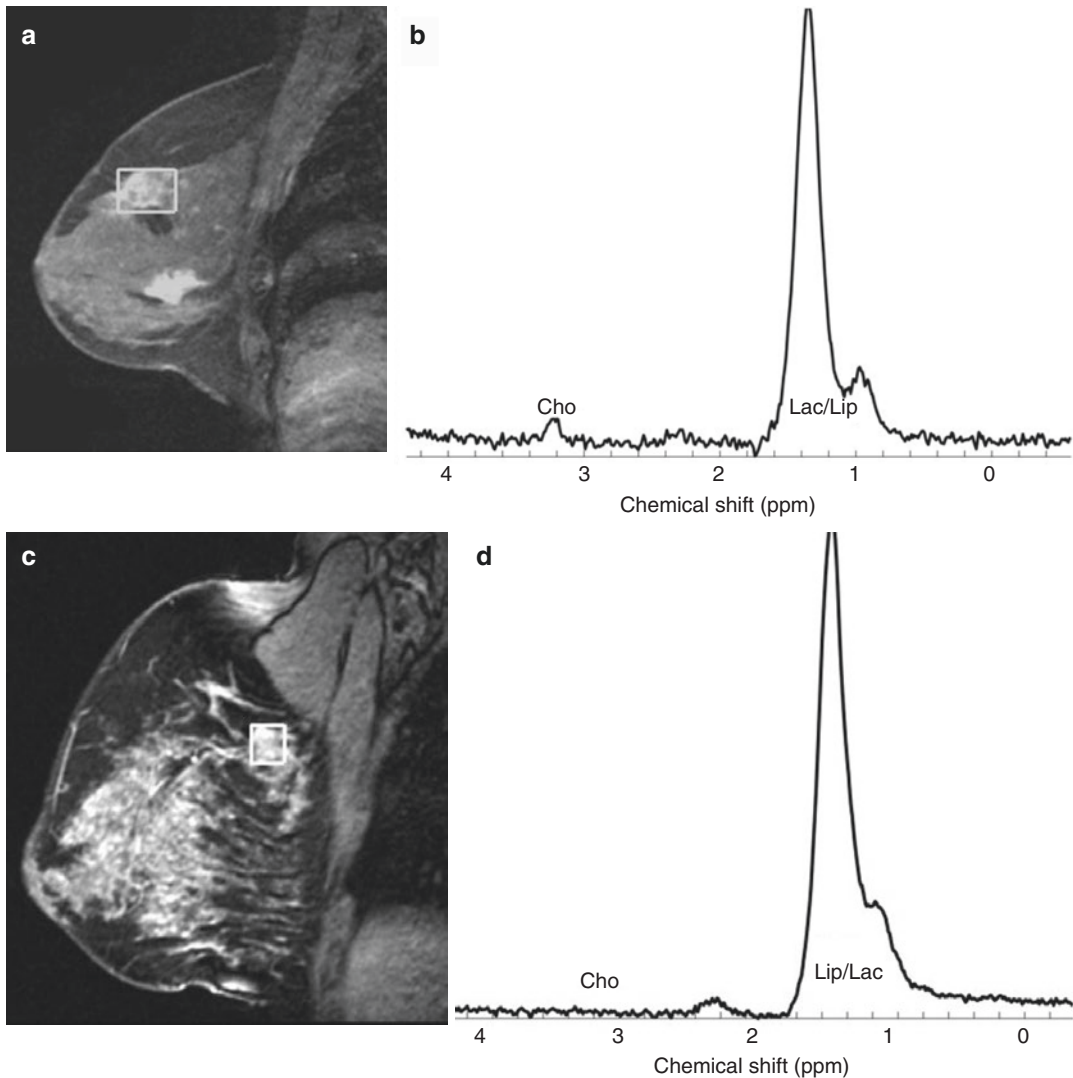 a
b
Cho
Lac/Lip
4 3 2 1 0
Chemical shift (ppm)
c
d
Cho
Lip/Lac
4 3 2 1 0
Chemical shift (ppm)